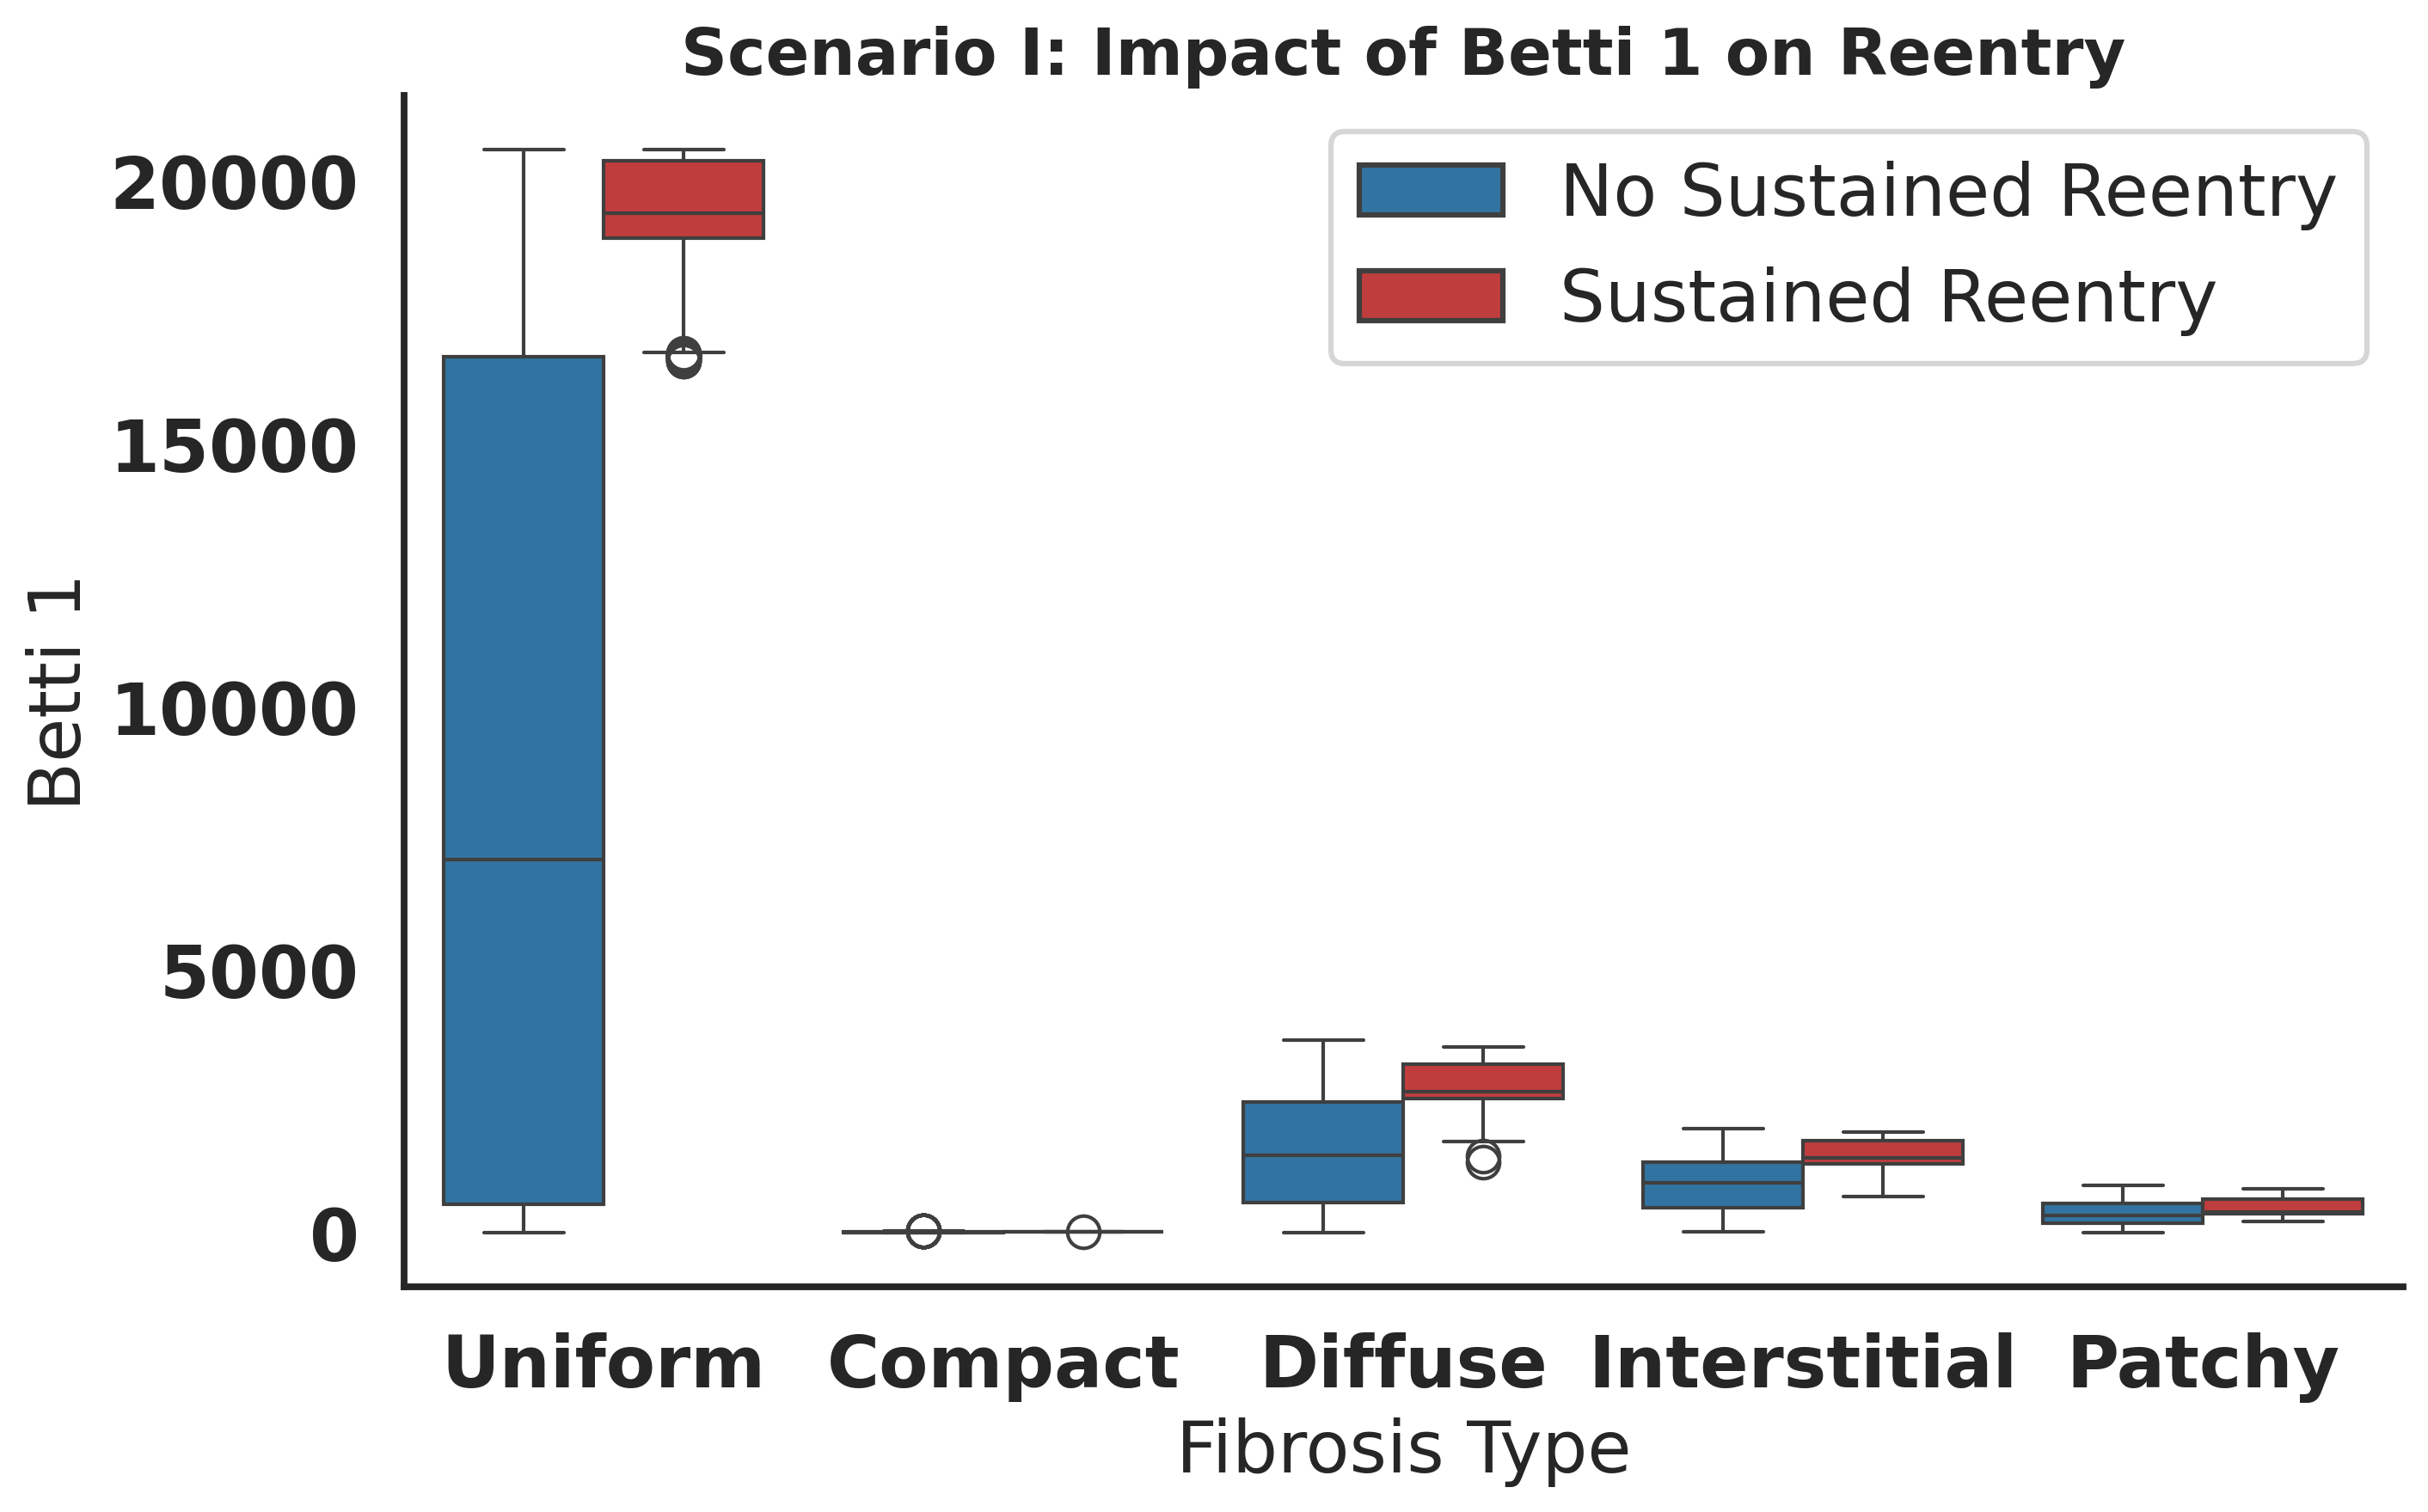 Scenario I: Impact of Betti 1 on Reentry
No Sustained Reentry
Sustained Reentry
Betti 1
20000
15000
10000
5000
0
Uniform Compact Diffuse Interstitial Patchy
Fibrosis Type